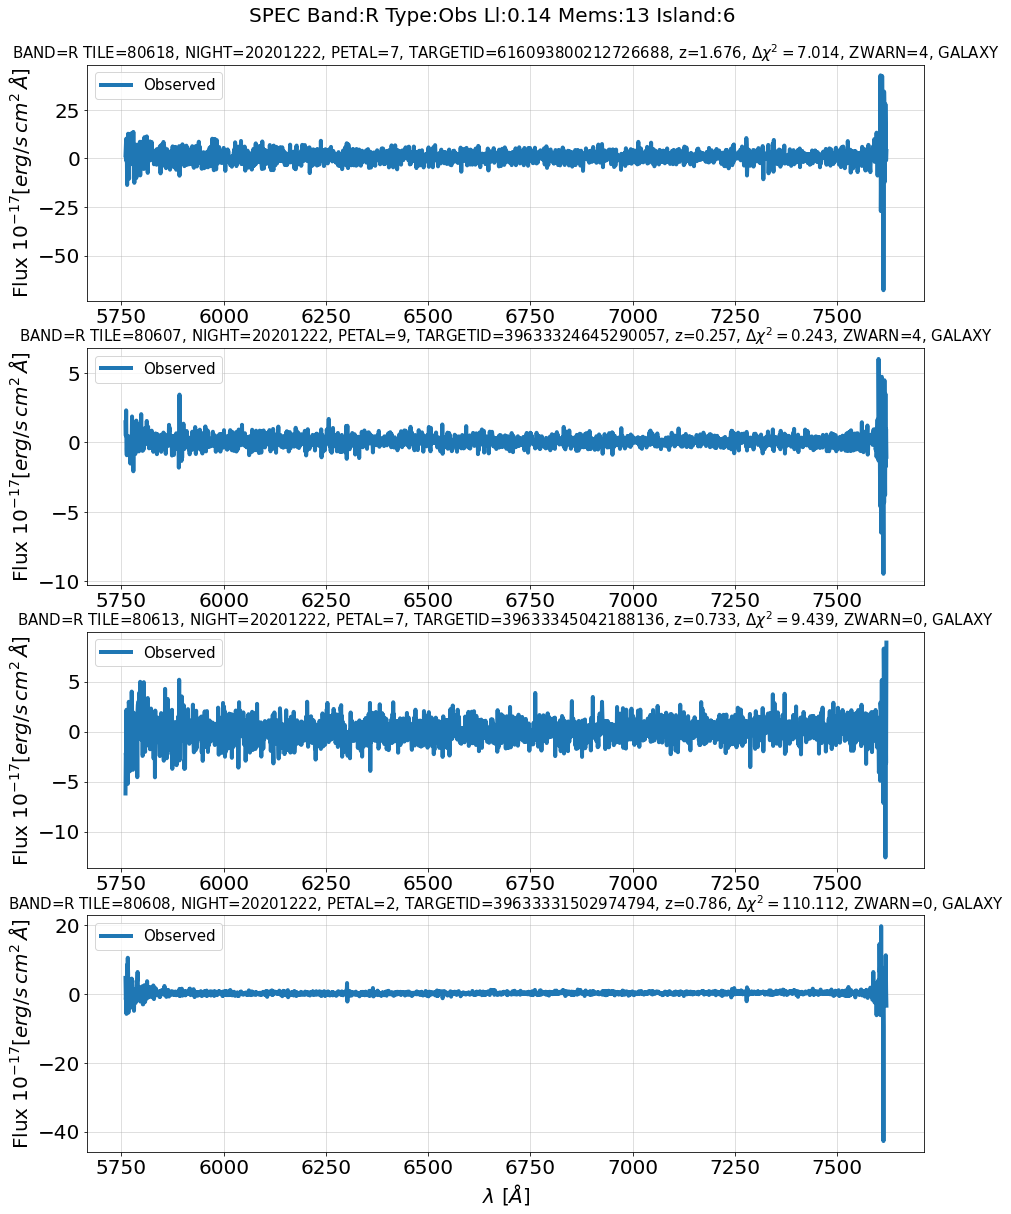 SPEC Band:R Type:Obs Ll:0.14 Mems:13 Island:6
BAND=R TILE=80618, NIGHT=20201222, PETAL=7, TARGETID=616093800212726688, z=1.676, Δχ² = 7.014, ZWARN=4, GALAXY
Observed
25
0
−25
−50
Flux 10⁻¹⁷[erg/s cm² Å]
5750 6000 6250 6500 6750 7000 7250 7500
BAND=R TILE=80607, NIGHT=20201222, PETAL=9, TARGETID=39633324645290057, z=0.257, Δχ² = 0.243, ZWARN=4, GALAXY
Observed
5
0
−5
−10
Flux 10⁻¹⁷[erg/s cm² Å]
5750 6000 6250 6500 6750 7000 7250 7500
BAND=R TILE=80613, NIGHT=20201222, PETAL=7, TARGETID=39633345042188136, z=0.733, Δχ² = 9.439, ZWARN=0, GALAXY
Observed
5
0
−5
−10
Flux 10⁻¹⁷[erg/s cm² Å]
5750 6000 6250 6500 6750 7000 7250 7500
BAND=R TILE=80608, NIGHT=20201222, PETAL=2, TARGETID=39633331502974794, z=0.786, Δχ² = 110.112, ZWARN=0, GALAXY
Observed
20
0
−20
−40
Flux 10⁻¹⁷[erg/s cm² Å]
5750 6000 6250 6500 6750 7000 7250 7500
λ [Å]